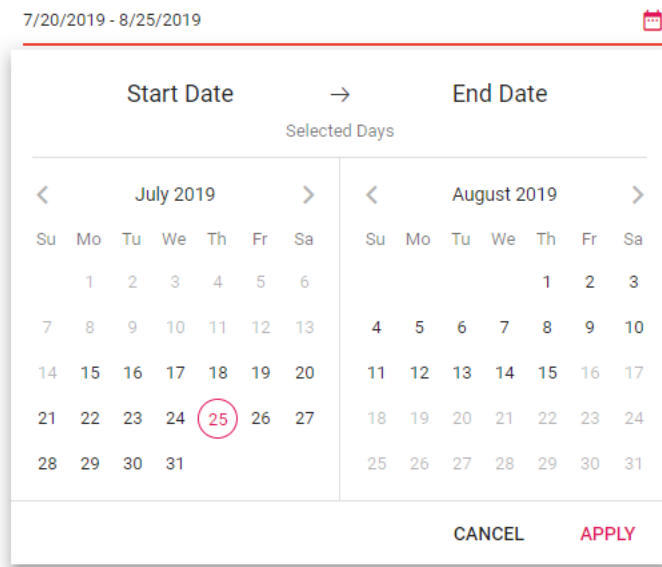 7/20/2019 - 8/25/2019
Start Date → End Date
Selected Days
July 2019
Su Mo Tu We Th Fr Sa
1 2 3 4 5 6
7 8 9 10 11 12 13
14 15 16 17 18 19 20
21 22 23 24 25 26 27
28 29 30 31
August 2019
Su Mo Tu We Th Fr Sa
1 2 3
4 5 6 7 8 9 10
11 12 13 14 15 16 17
18 19 20 21 22 23 24
25 26 27 28 29 30 31
CANCEL APPLY